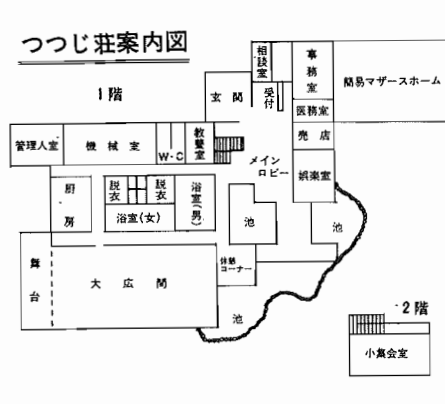 つつじ荘案内図
1階
相談室
事務室
簡易マザースホーム
玄関
受付
医務室
売店
管理人室
機械室
W・C
教養室
メインロビー
娯楽室
厨房
脱衣
脱衣
浴室(男)
浴室(女)
池
池
舞台
大広間
休憩コーナー
池
2階
小集会室